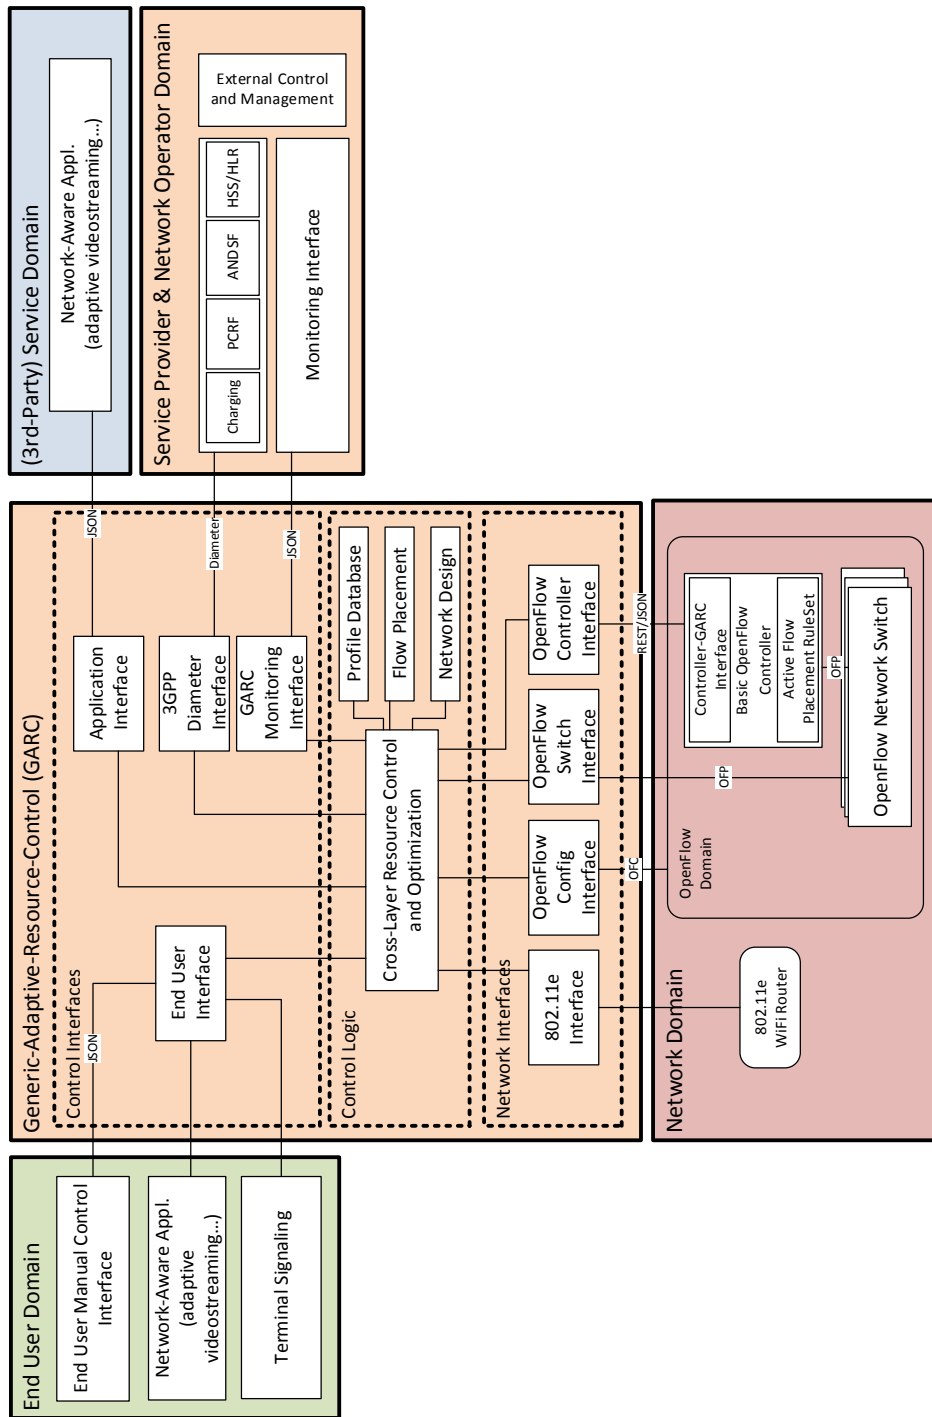 End User Domain
End User Manual Control
Interface
Network-Aware Appl.
(adaptive
videostreaming...)
Terminal Signaling
Generic-Adaptive-Resource-Control (GARC)
Control Interfaces
JSON
End User
Interface
Application
Interface
3GPP
Diameter
Interface
GARC
Monitoring
Interface
JSON
Diameter
JSON
Control Logic
Cross-Layer Resource Control
and Optimization
Profile Database
Flow Placement
Network Design
Network Interfaces
802.11e
Interface
OpenFlow
Config
Interface
OpenFlow
Switch
Interface
OpenFlow
Controller
Interface
(3rd-Party) Service Domain
Network-Aware Appl.
(adaptive videostreaming...)
Service Provider & Network Operator Domain
Charging
PCRF
ANDSF
HSS/HLR
External Control
and Management
Monitoring Interface
OFC
OFP
REST/JSON
Network Domain
802.11e
WiFi Router
OpenFlow
Domain
Controller-GARC
Interface
Basic OpenFlow
Controller
Active Flow
Placement RuleSet
OFP
OpenFlow Network Switch